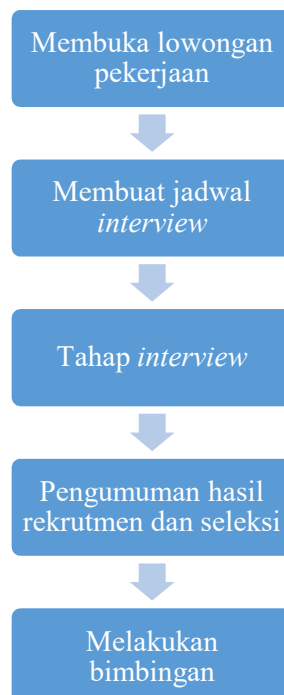 Membuka lowongan
pekerjaan
Membuat jadwal
interview
Tahap interview
Pengumuman hasil
rekrutmen dan seleksi
Melakukan
bimbingan